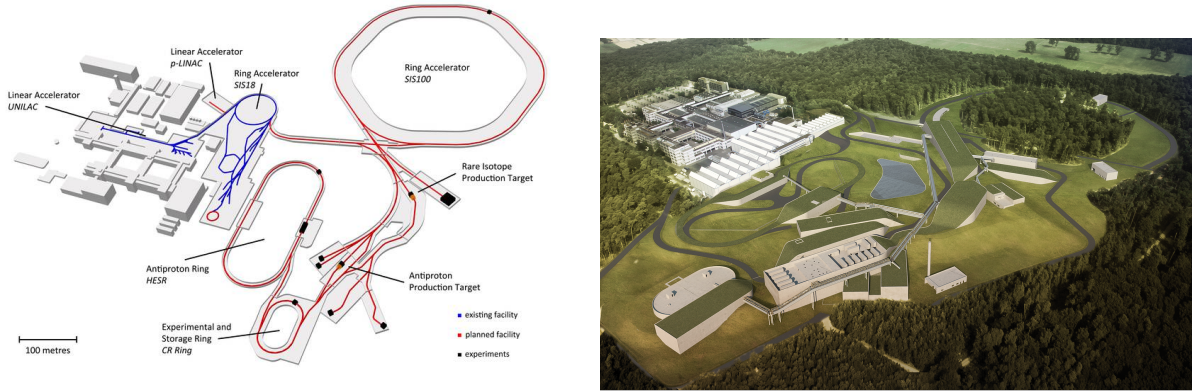 Linear Accelerator
p-LINAC
Ring Accelerator
SIS18
Linear Accelerator
UNILAC
Ring Accelerator
SIS100
Rare Isotope
Production Target
Antiproton Ring
HESR
Antiproton
Production Target
Experimental and
Storage Ring
CR Ring
existing facility
planned facility
experiments
100 metres